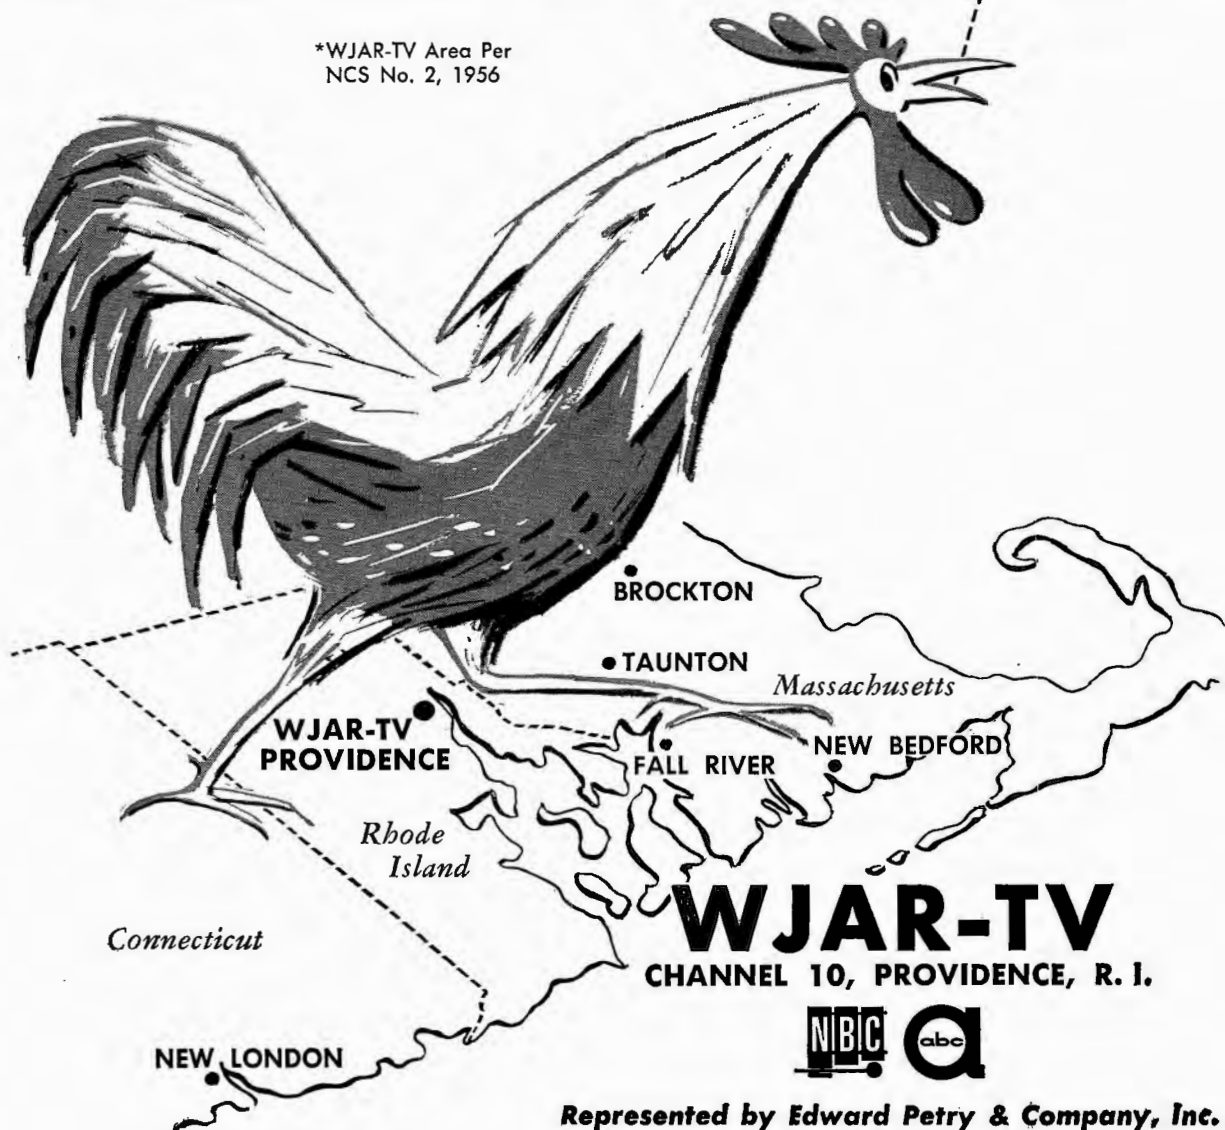 *WJAR-TV Area Per
NCS No. 2, 1956
BROCKTON
TAUNTON
Massachusetts
WJAR-TV
PROVIDENCE
NEW BEDFORD
FALL RIVER
Rhode
Island
WJAR-TV
Connecticut
CHANNEL 10, PROVIDENCE, R. I.
NBC
abc
NEW LONDON
Represented by Edward Petry & Company, Inc.